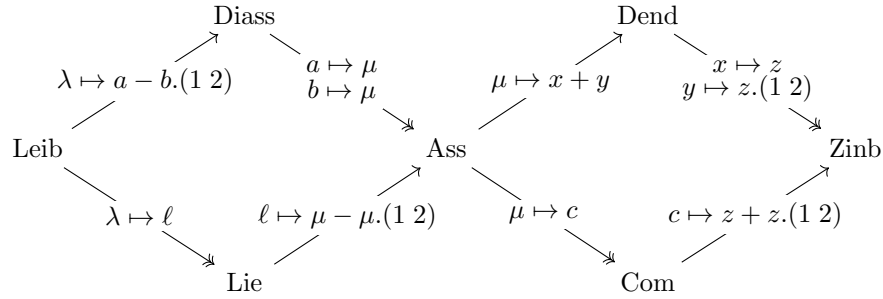 Diass
Dend
λ ↦ a − b.(1 2)
a ↦ μ
b ↦ μ
μ ↦ x + y
x ↦ z
y ↦ z.(1 2)
Leib
Ass
Zinb
λ ↦ ℓ
ℓ ↦ μ − μ.(1 2)
μ ↦ c
c ↦ z + z.(1 2)
Lie
Com